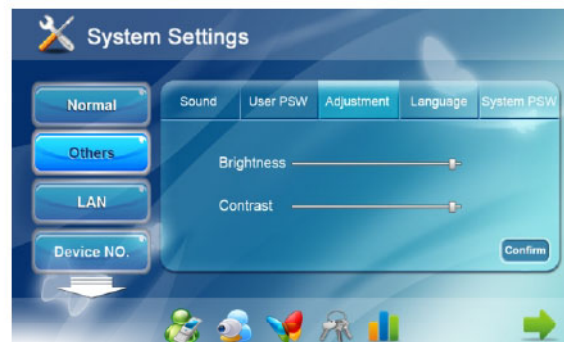 System Settings
Normal
Others
LAN
Device NO.
Sound User PSW Adjustment Language System PSW
Brightness
Contrast
Confirm